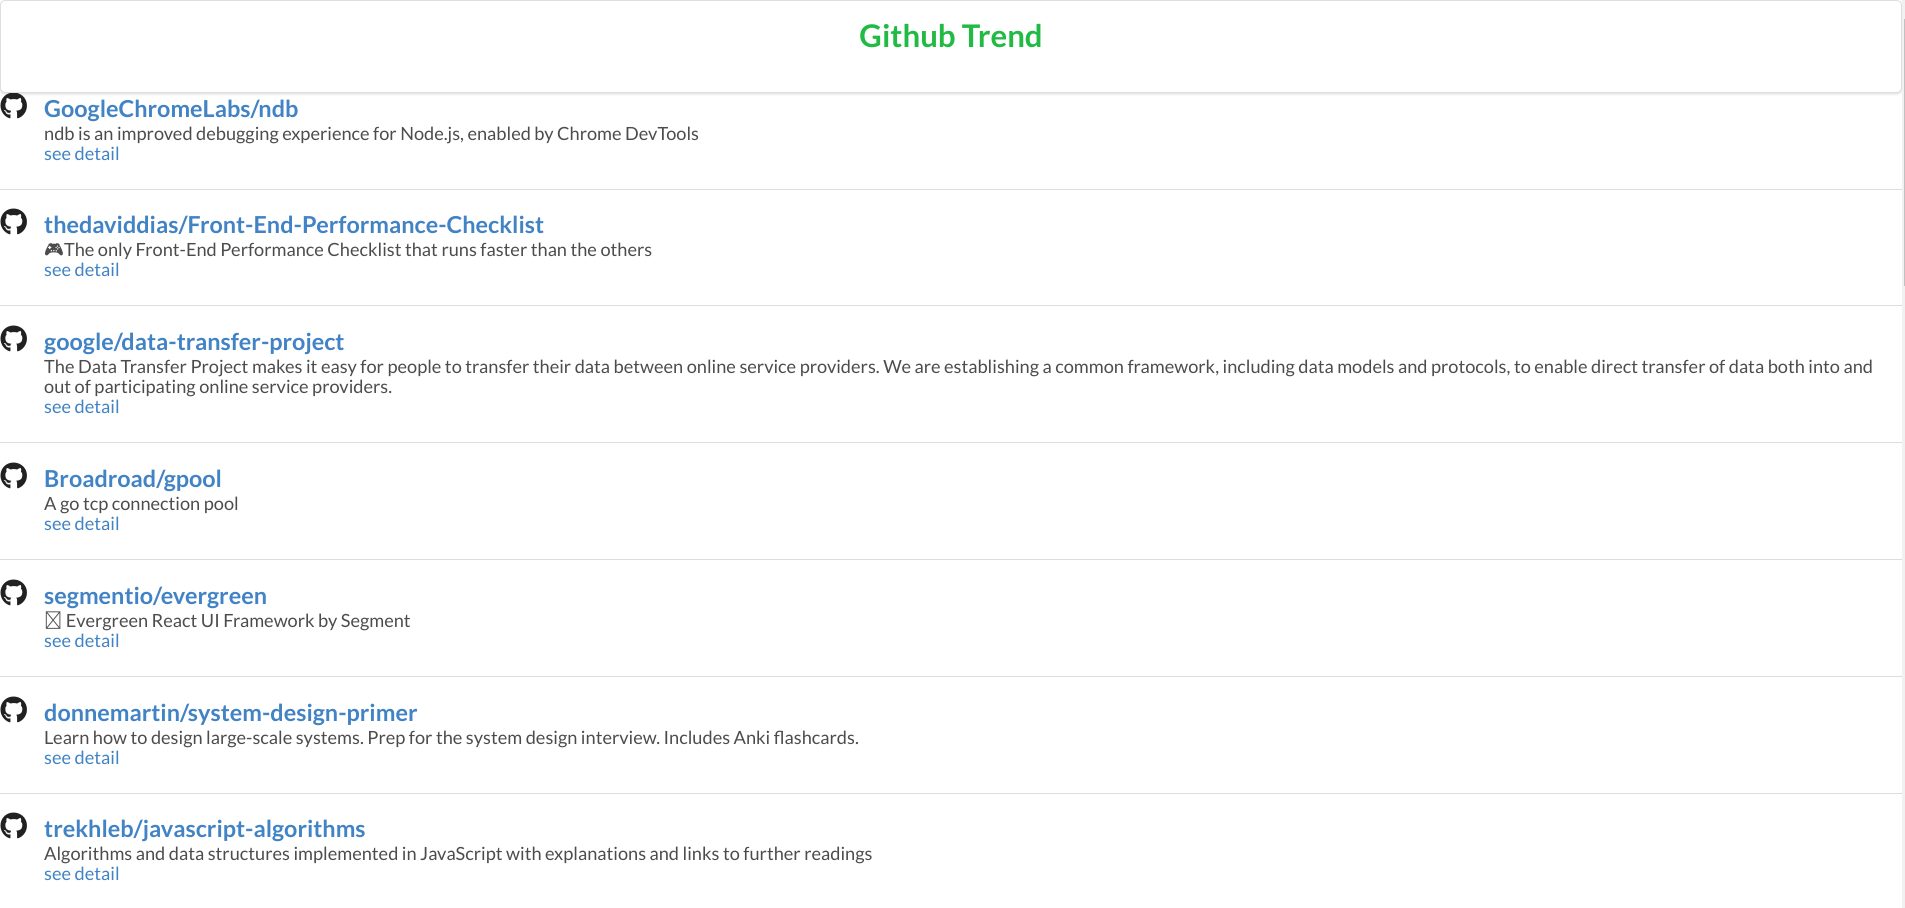 Github Trend
GoogleChromeLabs/ndb
ndb is an improved debugging experience for Node.js, enabled by Chrome DevTools
see detail
thedaviddias/Front-End-Performance-Checklist
🎮The only Front-End Performance Checklist that runs faster than the others
see detail
google/data-transfer-project
The Data Transfer Project makes it easy for people to transfer their data between online service providers. We are establishing a common framework, including data models and protocols, to enable direct transfer of data both into and
out of participating online service providers.
see detail
Broadroad/gpool
A go tcp connection pool
see detail
segmentio/evergreen
Evergreen React UI Framework by Segment
see detail
donnemartin/system-design-primer
Learn how to design large-scale systems. Prep for the system design interview. Includes Anki flashcards.
see detail
trekhleb/javascript-algorithms
Algorithms and data structures implemented in JavaScript with explanations and links to further readings
see detail